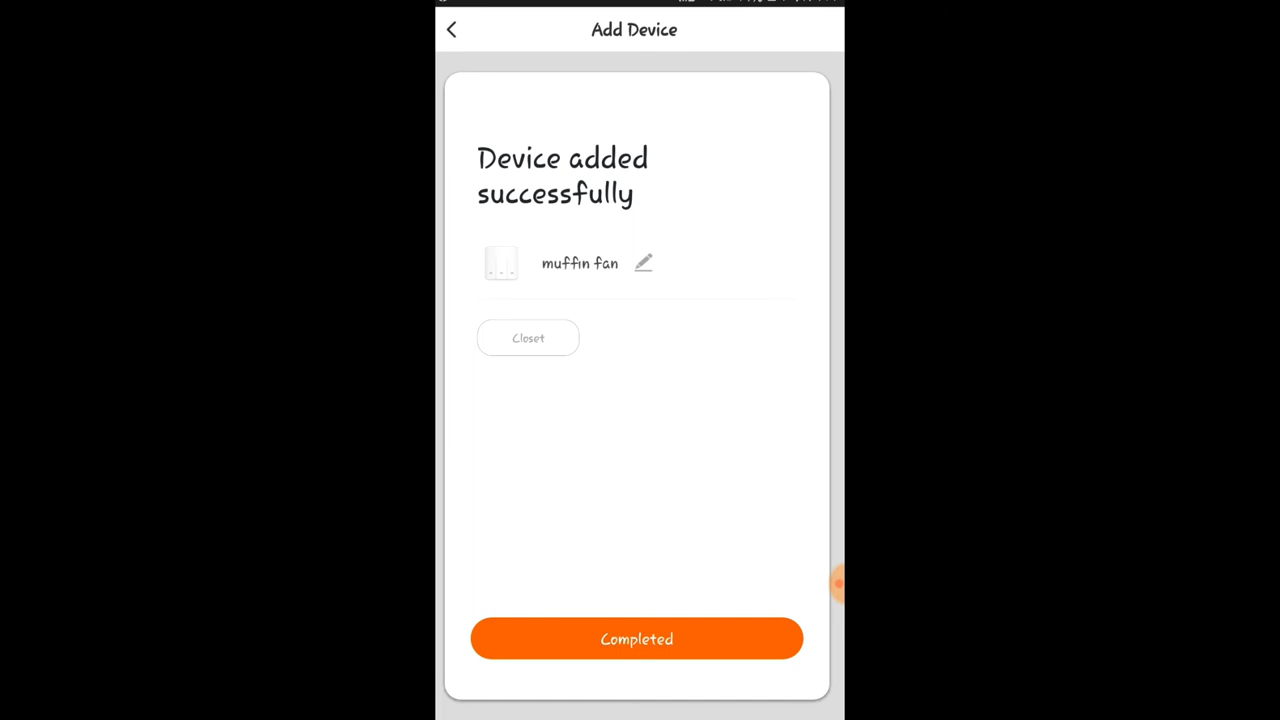 Add Device
Device added
successfully
muffin fan
Closet
Completed